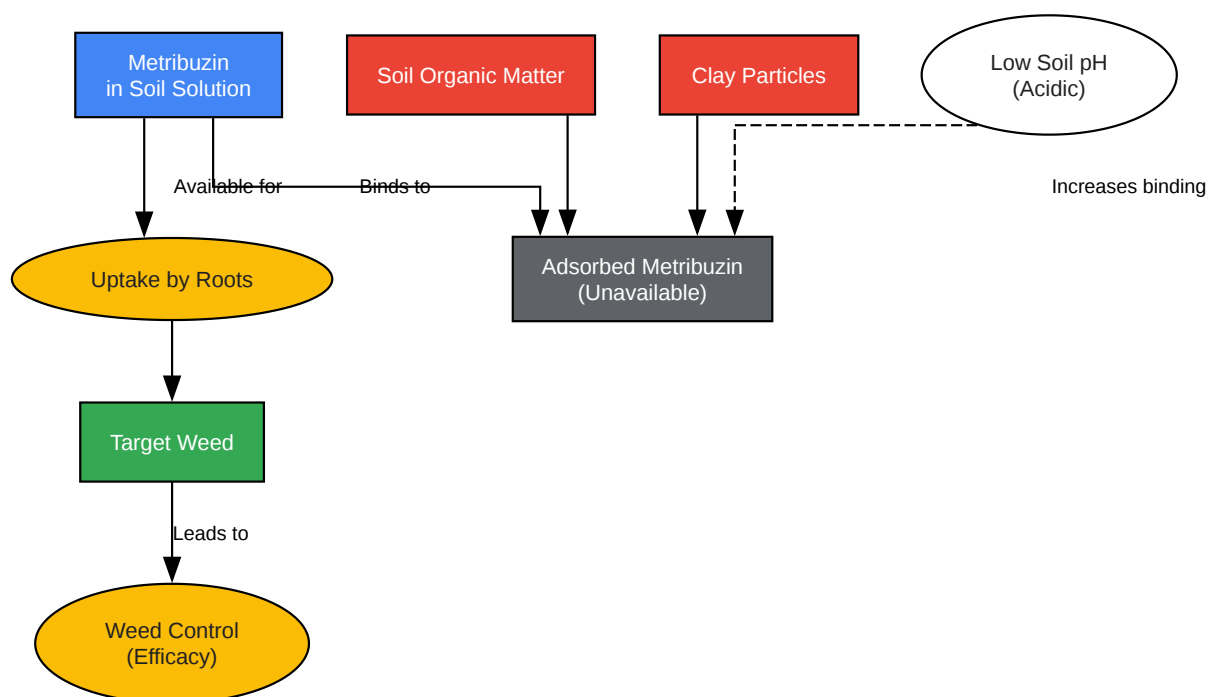 Metribuzin
in Soil Solution
Soil Organic Matter
Clay Particles
Low Soil pH
(Acidic)
Available for
Binds to
Increases binding
Uptake by Roots
Adsorbed Metribuzin
(Unavailable)
Target Weed
Leads to
Weed Control
(Efficacy)